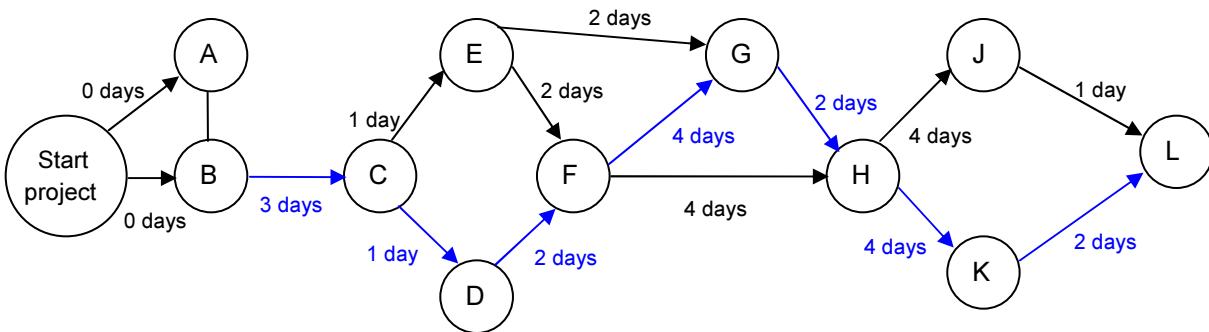 2 days
A
E
G
J
0 days
2 days
1 day
1 day
2 days
4 days
Start
project
B
C
F
H
L
3 days
4 days
4 days
0 days
1 day
2 days
4 days
2 days
D
K